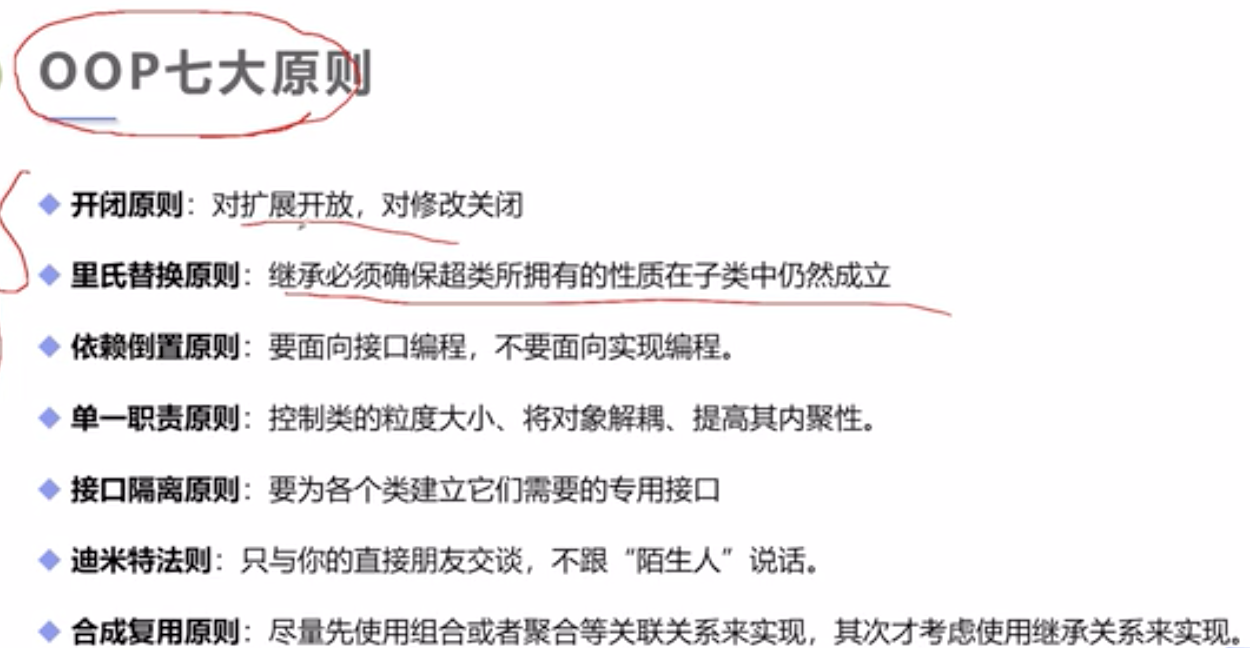 OOP七大原则
开闭原则：对扩展开放，对修改关闭
里氏替换原则：继承必须确保超类所拥有的性质在子类中仍然成立
依赖倒置原则：要面向接口编程，不要面向实现编程。
单一职责原则：控制类的粒度大小、将对象解耦、提高其内聚性。
接口隔离原则：要为各个类建立它们需要的专用接口
迪米特法则：只与你的直接朋友交谈，不跟“陌生人”说话。
合成复用原则：尽量先使用组合或者聚合等关联关系来实现，其次才考虑使用继承关系来实现。